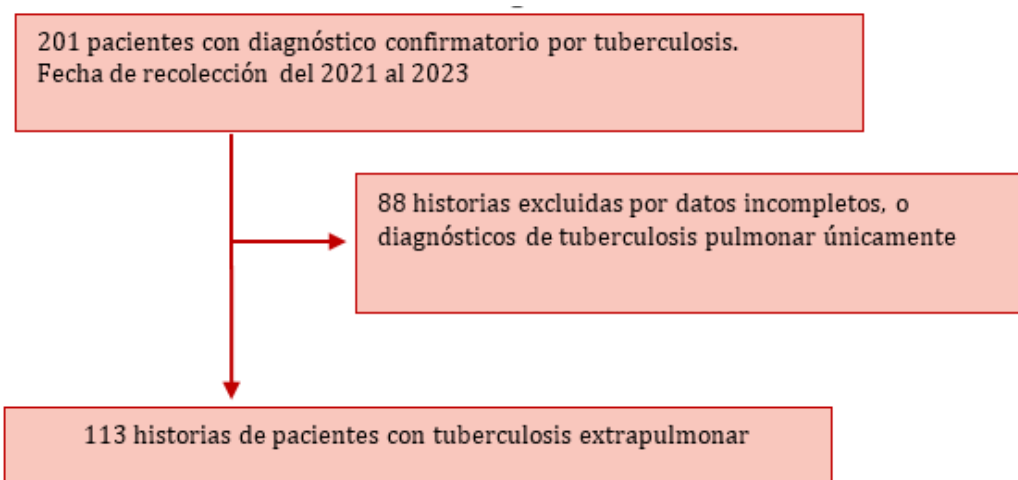 201 pacientes con diagnóstico confirmatorio por tuberculosis.
Fecha de recolección del 2021 al 2023
88 historias excluidas por datos incompletos, o
diagnósticos de tuberculosis pulmonar únicamente
113 historias de pacientes con tuberculosis extrapulmonar